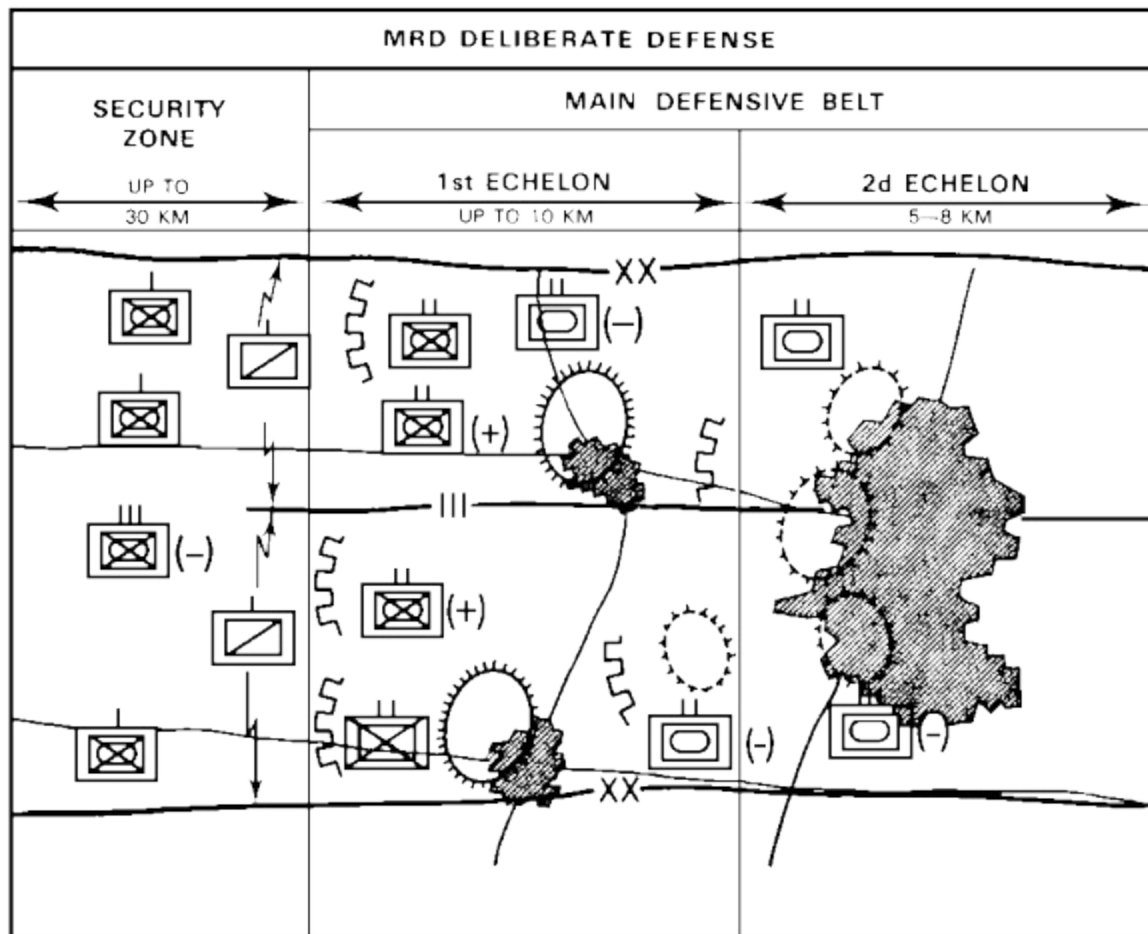 MRD DELIBERATE DEFENSE
SECURITY
ZONE
MAIN DEFENSIVE BELT
UP TO
30 KM
1st ECHELON
UP TO 10 KM
2d ECHELON
5—8 KM
XX
(−)
(+)
III
(−)
(+)
(−)
(−)
XX